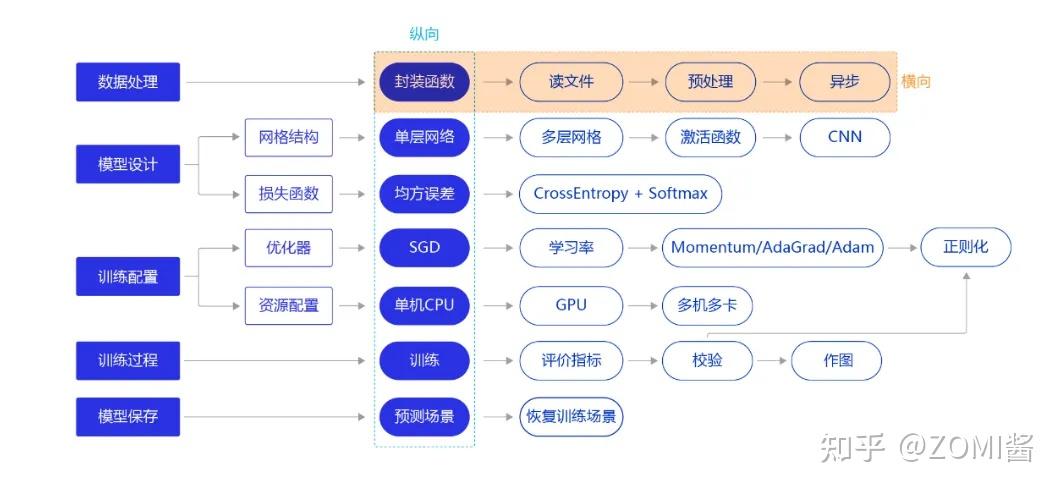 纵向
数据处理
封装函数
读文件
预处理
异步
横向
模型设计
网格结构
单层网络
多层网格
激活函数
CNN
损失函数
均方误差
CrossEntropy + Softmax
训练配置
优化器
SGD
学习率
Momentum/AdaGrad/Adam
正则化
资源配置
单机CPU
GPU
多机多卡
训练过程
训练
评价指标
校验
作图
模型保存
预测场景
恢复训练场景
知乎 @ZOMI酱